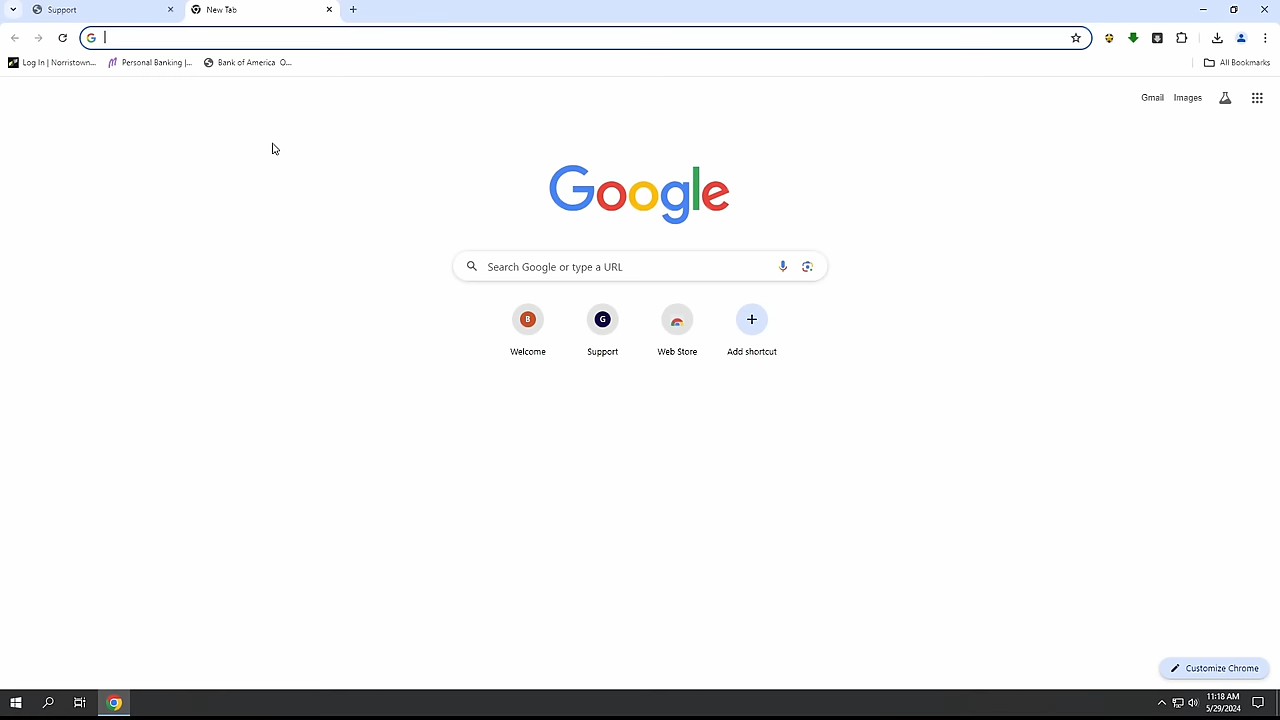 Support
New Tab
Log In | Norristown...
Personal Banking |...
Bank of America O...
All Bookmarks
Gmail
Images
Google
Search Google or type a URL
B
G
Welcome
Support
Web Store
Add shortcut
Customize Chrome
11:18 AM
5/29/2024